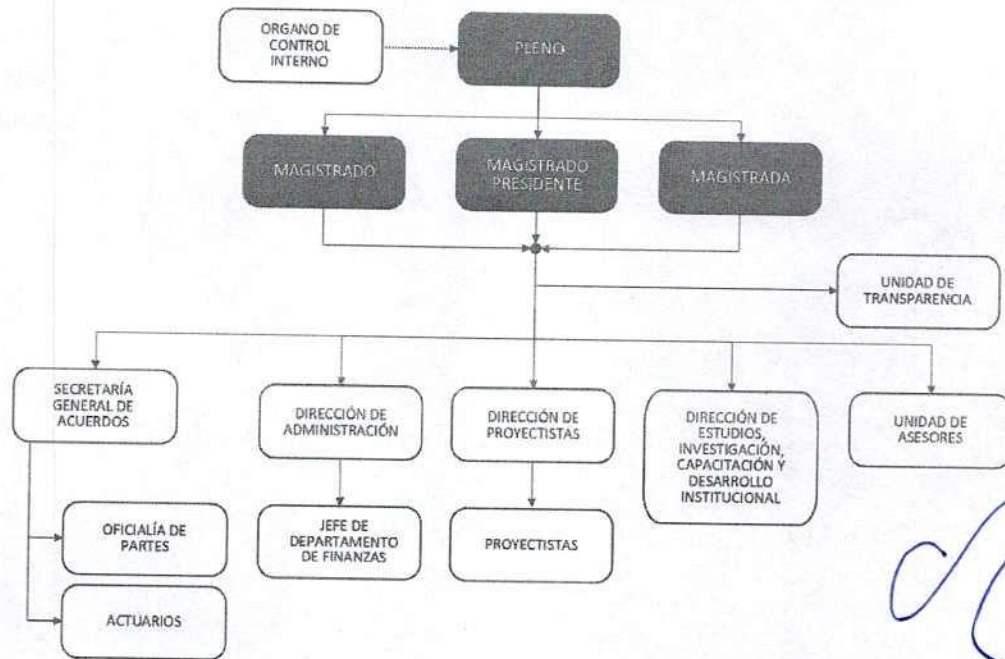 ORGANO DE
CONTROL
INTERNO
PLENO
MAGISTRADO
MAGISTRADO
PRESIDENTE
MAGISTRADA
UNIDAD DE
TRANSPARENCIA
SECRETARÍA
GENERAL DE
ACUERDOS
DIRECCIÓN DE
ADMINISTRACIÓN
DIRECCIÓN DE
PROYECTISTAS
DIRECCIÓN DE
ESTUDIOS,
INVESTIGACIÓN,
CAPACITACIÓN Y
DESARROLLO
INSTITUCIONAL
UNIDAD DE
ASESORES
OFICIALÍA DE
PARTES
JEFE DE
DEPARTAMENTO
DE FINANZAS
PROYECTISTAS
ACTUARIOS